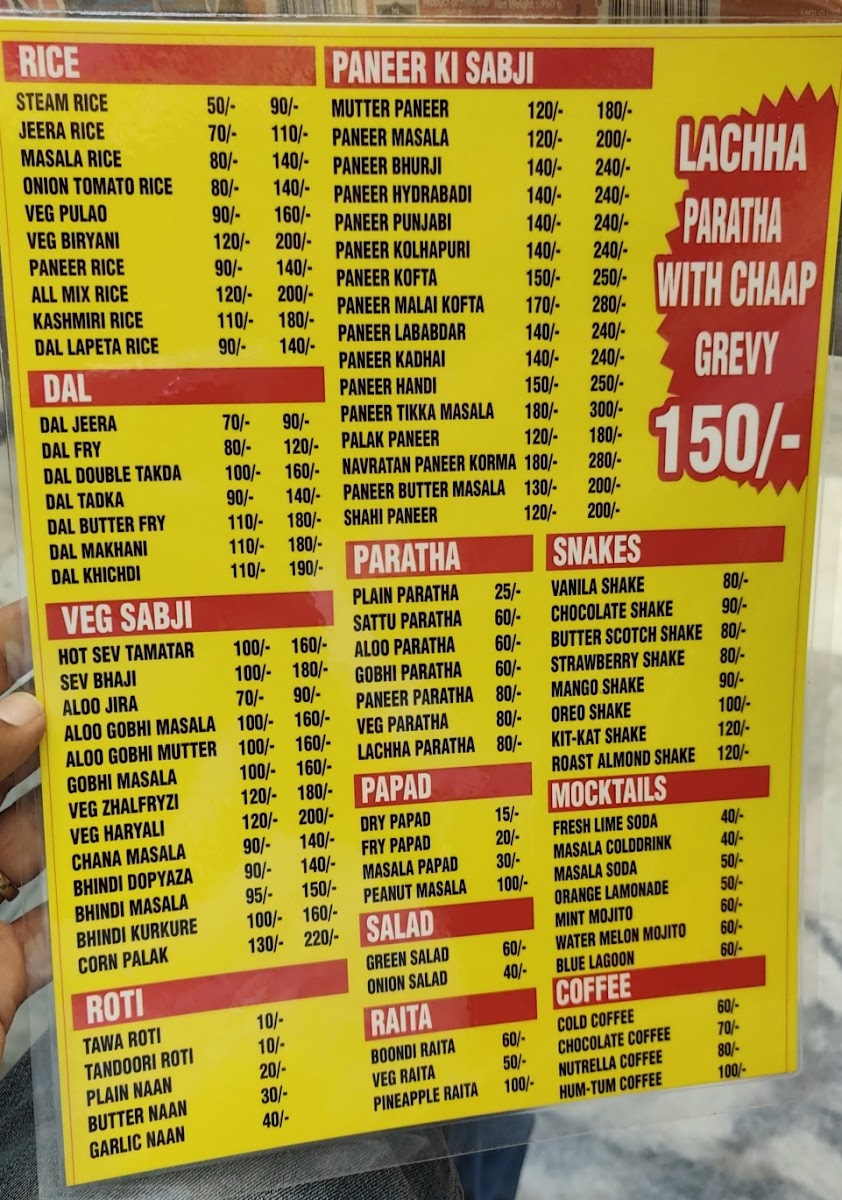 RICE
STEAM RICE 50/- 90/-
JEERA RICE 70/- 110/-
MASALA RICE 80/- 140/-
ONION TOMATO RICE 80/- 140/-
VEG PULAO 90/- 160/-
VEG BIRYANI 120/- 200/-
PANEER RICE 90/- 140/-
ALL MIX RICE 120/- 200/-
KASHMIRI RICE 110/- 180/-
DAL LAPETA RICE 90/- 140/-
DAL
DAL JEERA 70/- 90/-
DAL FRY 80/- 120/-
DAL DOUBLE TAKDA 100/- 160/-
DAL TADKA 90/- 140/-
DAL BUTTER FRY 110/- 180/-
DAL MAKHANI 110/- 180/-
DAL KHICHDI 110/- 190/-
VEG SABJI
HOT SEV TAMATAR 100/- 160/-
SEV BHAJI 100/- 180/-
ALOO JIRA 70/- 90/-
ALOO GOBHI MASALA 100/- 160/-
ALOO GOBHI MUTTER 100/- 160/-
GOBHI MASALA 100/- 160/-
VEG ZHALFRYZI 120/- 180/-
VEG HARYALI 120/- 200/-
CHANA MASALA 90/- 140/-
BHINDI DOPYAZA 90/- 140/-
BHINDI MASALA 95/- 150/-
BHINDI KURKURE 100/- 160/-
CORN PALAK 130/- 220/-
ROTI
TAWA ROTI 10/-
TANDOORI ROTI 10/-
PLAIN NAAN 20/-
BUTTER NAAN 30/-
GARLIC NAAN 40/-
PANEER KI SABJI
MUTTER PANEER 120/- 180/-
PANEER MASALA 120/- 200/-
PANEER BHURJI 140/- 240/-
PANEER HYDRABADI 140/- 240/-
PANEER PUNJABI 140/- 240/-
PANEER KOLHAPURI 140/- 240/-
PANEER KOFTA 150/- 250/-
PANEER MALAI KOFTA 170/- 280/-
PANEER LABABDAR 140/- 240/-
PANEER KADHAI 140/- 240/-
PANEER HANDI 150/- 250/-
PANEER TIKKA MASALA 180/- 300/-
PALAK PANEER 120/- 180/-
NAVRATAN PANEER KORMA 180/- 280/-
PANEER BUTTER MASALA 130/- 200/-
SHAHI PANEER 120/- 200/-
LACHHA
PARATHA
WITH CHAAP
GREVY
150/-
PARATHA
PLAIN PARATHA 25/-
SATTU PARATHA 60/-
ALOO PARATHA 60/-
GOBHI PARATHA 60/-
PANEER PARATHA 80/-
VEG PARATHA 80/-
LACHHA PARATHA 80/-
PAPAD
DRY PAPAD 15/-
FRY PAPAD 20/-
MASALA PAPAD 30/-
PEANUT MASALA 100/-
SALAD
GREEN SALAD 60/-
ONION SALAD 40/-
RAITA
BOONDI RAITA 60/-
VEG RAITA 50/-
PINEAPPLE RAITA 100/-
SNAKES
VANILA SHAKE 80/-
CHOCOLATE SHAKE 90/-
BUTTER SCOTCH SHAKE 80/-
STRAWBERRY SHAKE 80/-
MANGO SHAKE 90/-
OREO SHAKE 100/-
KIT-KAT SHAKE 120/-
ROAST ALMOND SHAKE 120/-
MOCKTAILS
FRESH LIME SODA 40/-
MASALA COLDDRINK 40/-
MASALA SODA 50/-
ORANGE LAMONADE 50/-
MINT MOJITO 60/-
WATER MELON MOJITO 60/-
BLUE LAGOON 60/-
COFFEE
COLD COFFEE 60/-
CHOCOLATE COFFEE 70/-
NUTRELLA COFFEE 80/-
HUM-TUM COFFEE 100/-